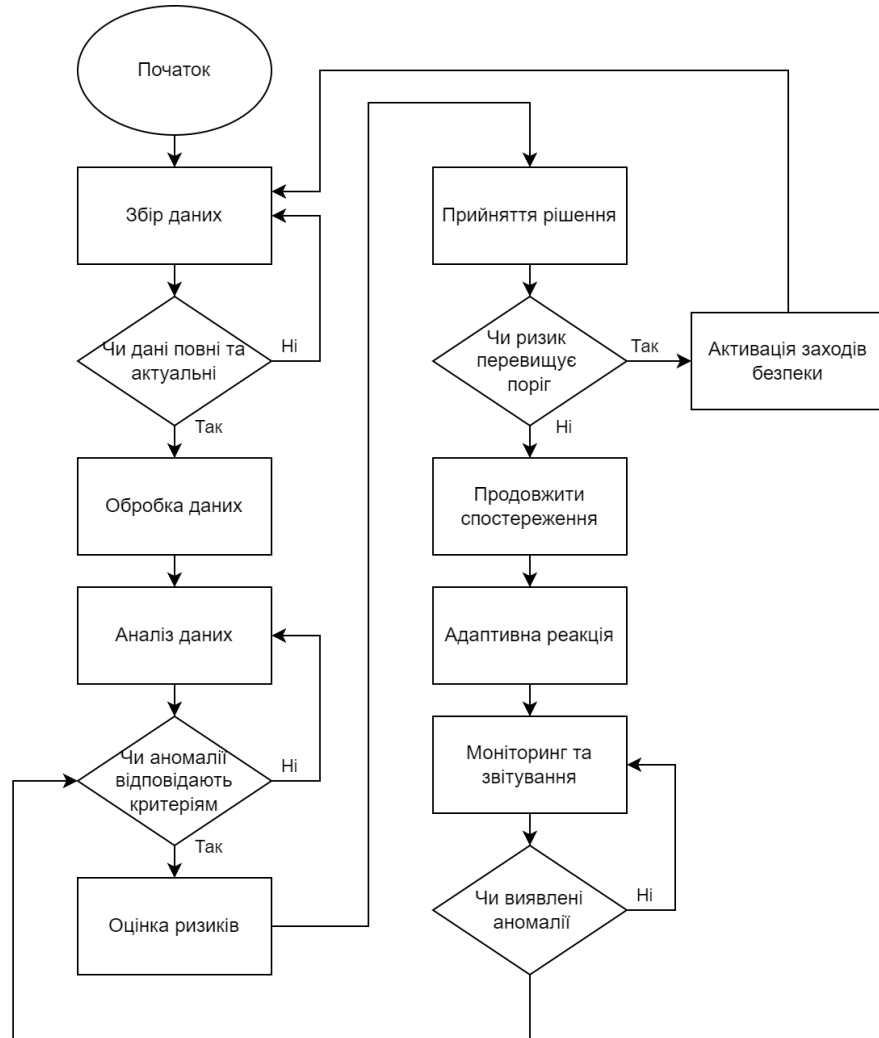 Початок
Збір даних
Чи дані повні та
актуальні
Ні
Так
Обробка даних
Аналіз даних
Чи аномалії
відповідають
критеріям
Ні
Так
Оцінка ризиків
Прийняття рішення
Чи ризик
перевищує
поріг
Так
Активація заходів
безпеки
Ні
Продовжити
спостереження
Адаптивна реакція
Моніторинг та
звітування
Чи виявлені
аномалії
Ні